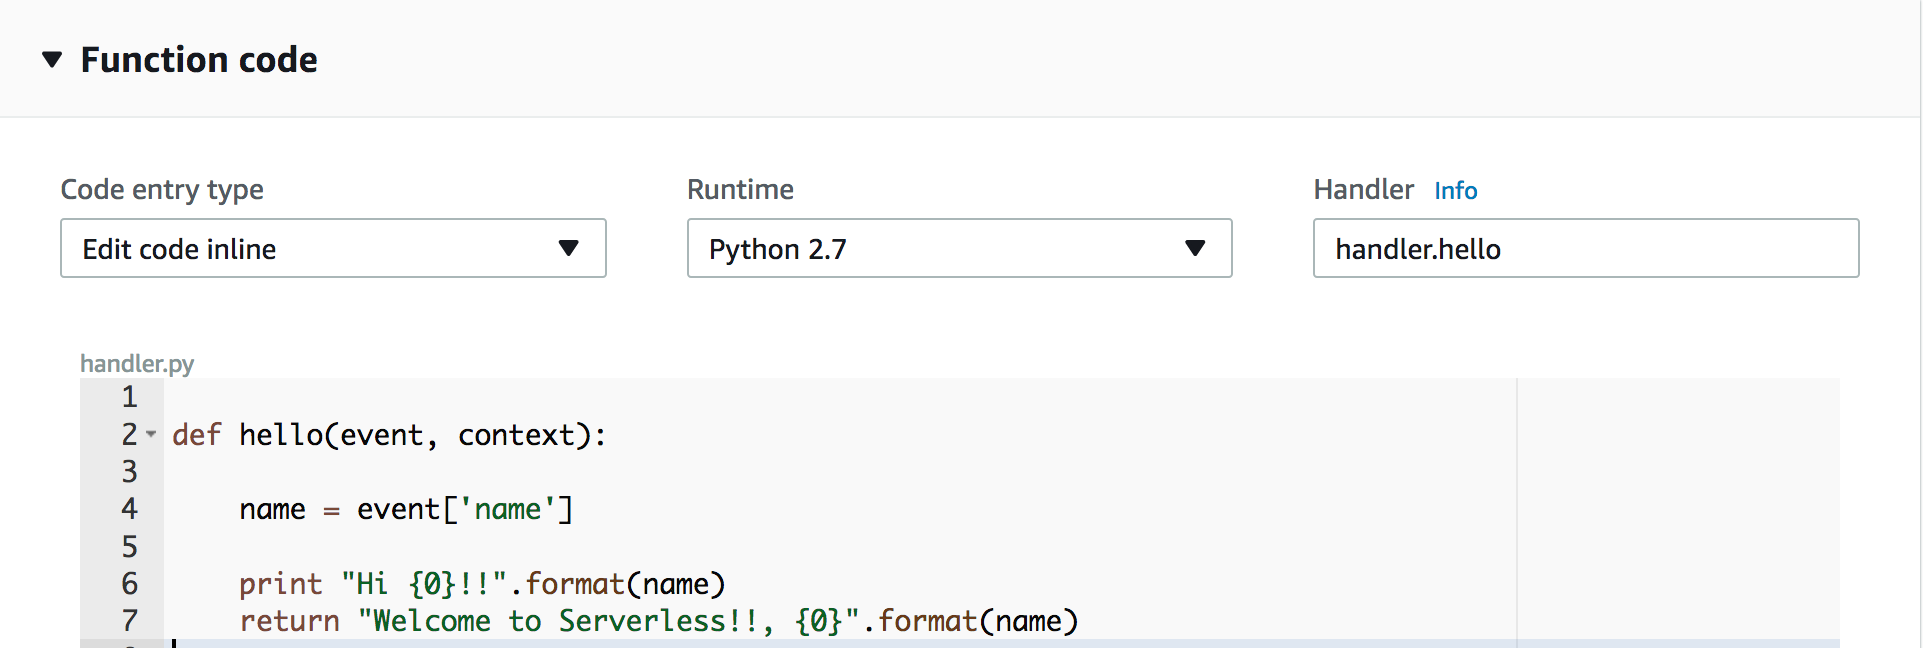 Function code
Code entry type
Runtime
Handler Info
Edit code inline
Python 2.7
handler.hello
handler.py
1
2 def hello(event, context):
3
4     name = event['name']
5
6     print "Hi {0}!!".format(name)
7     return "Welcome to Serverless!!, {0}".format(name)